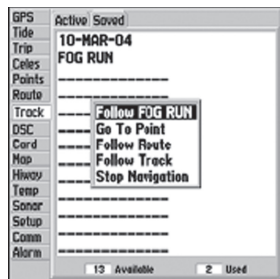 GPS
Tide
Trip
Celes
Points
Route
Track
DSC
Card
Map
Hiway
Temp
Sonar
Setup
Comm
Alarm
Active Saved
10-MAR-04
FOG RUN
Follow FOG RUN
Go To Point
Follow Route
Follow Track
Stop Navigation
13 Available 2 Used